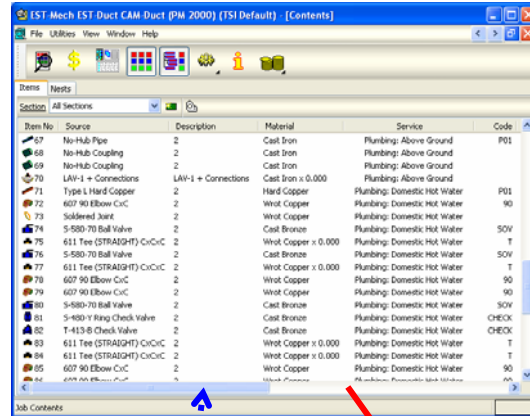 EST-Mech EST-Duct CAM-Duct (PM 2000) (TSI Default) - [Contents]
File Utilities View Window Help
Items Nests
Section All Sections
Item No Source Description Material Service Code
67 No-Hub Pipe 2 Cast Iron Plumbing: Above Ground P01
68 No-Hub Coupling 2 Cast Iron Plumbing: Above Ground
69 No-Hub Coupling 2 Cast Iron Plumbing: Above Ground
70 LAV-1 + Connections LAV-1 + Connections Cast Iron x 0.000 Plumbing: Above Ground
71 Type L Hard Copper 2 Hard Copper Plumbing: Domestic Hot Water P01
72 607 90 Elbow CxC 2 Wrot Copper Plumbing: Domestic Hot Water 90
73 Soldered Joint 2 Wrot Copper Plumbing: Domestic Hot Water
74 S-580-70 Ball Valve 2 Cast Bronze Plumbing: Domestic Hot Water SOV
75 611 Tee (STRAIGHT) CxCxC 2 Wrot Copper x 0.000 Plumbing: Domestic Hot Water T
76 S-580-70 Ball Valve 2 Cast Bronze Plumbing: Domestic Hot Water SOV
77 611 Tee (STRAIGHT) CxCxC 2 Wrot Copper x 0.000 Plumbing: Domestic Hot Water T
78 607 90 Elbow CxC 2 Wrot Copper Plumbing: Domestic Hot Water 90
79 607 90 Elbow CxC 2 Wrot Copper Plumbing: Domestic Hot Water 90
80 S-580-70 Ball Valve 2 Cast Bronze Plumbing: Domestic Hot Water SOV
81 S-480-Y Ring Check Valve 2 Cast Bronze Plumbing: Domestic Hot Water CHECK
82 T-413-B Check Valve 2 Cast Bronze Plumbing: Domestic Hot Water CHECK
83 611 Tee (STRAIGHT) CxCxC 2 Wrot Copper x 0.000 Plumbing: Domestic Hot Water T
84 611 Tee (STRAIGHT) CxCxC 2 Wrot Copper x 0.000 Plumbing: Domestic Hot Water T
85 607 90 Elbow CxC 2 Wrot Copper Plumbing: Domestic Hot Water 90
Job Contents